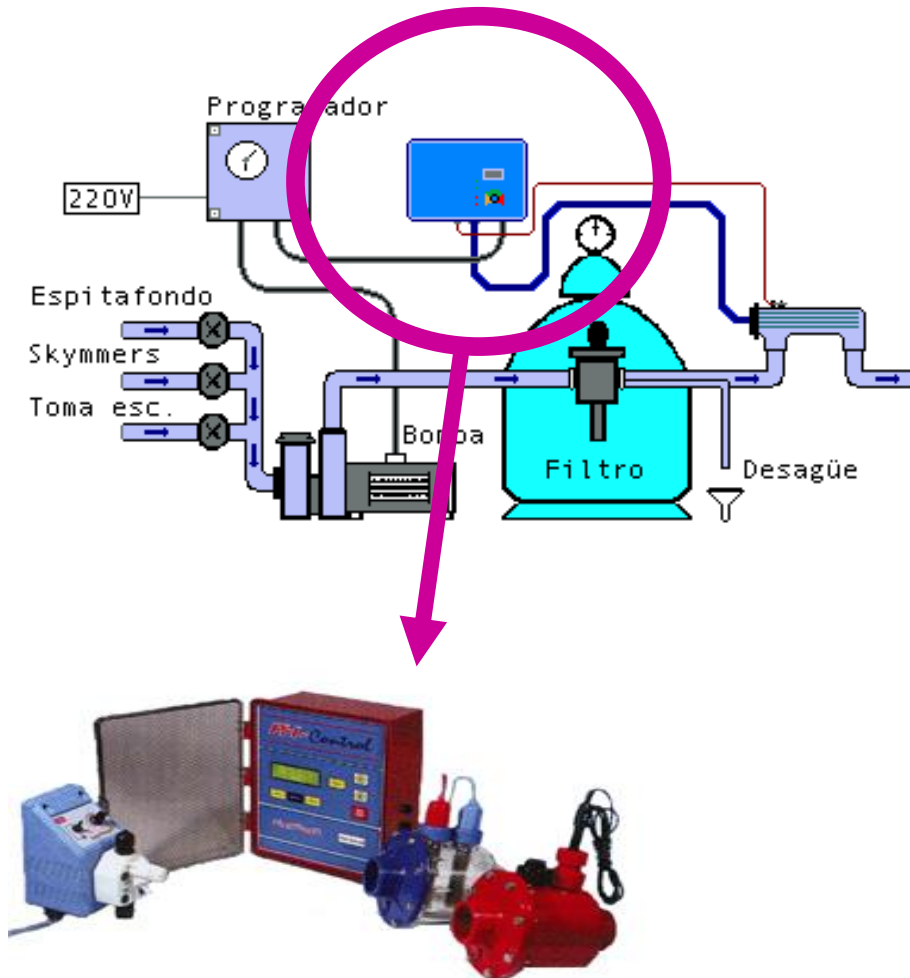 Programador
220V
Espitafondo
Skymmers
Toma esc.
Bomba
Filtro
Desagüe
Control